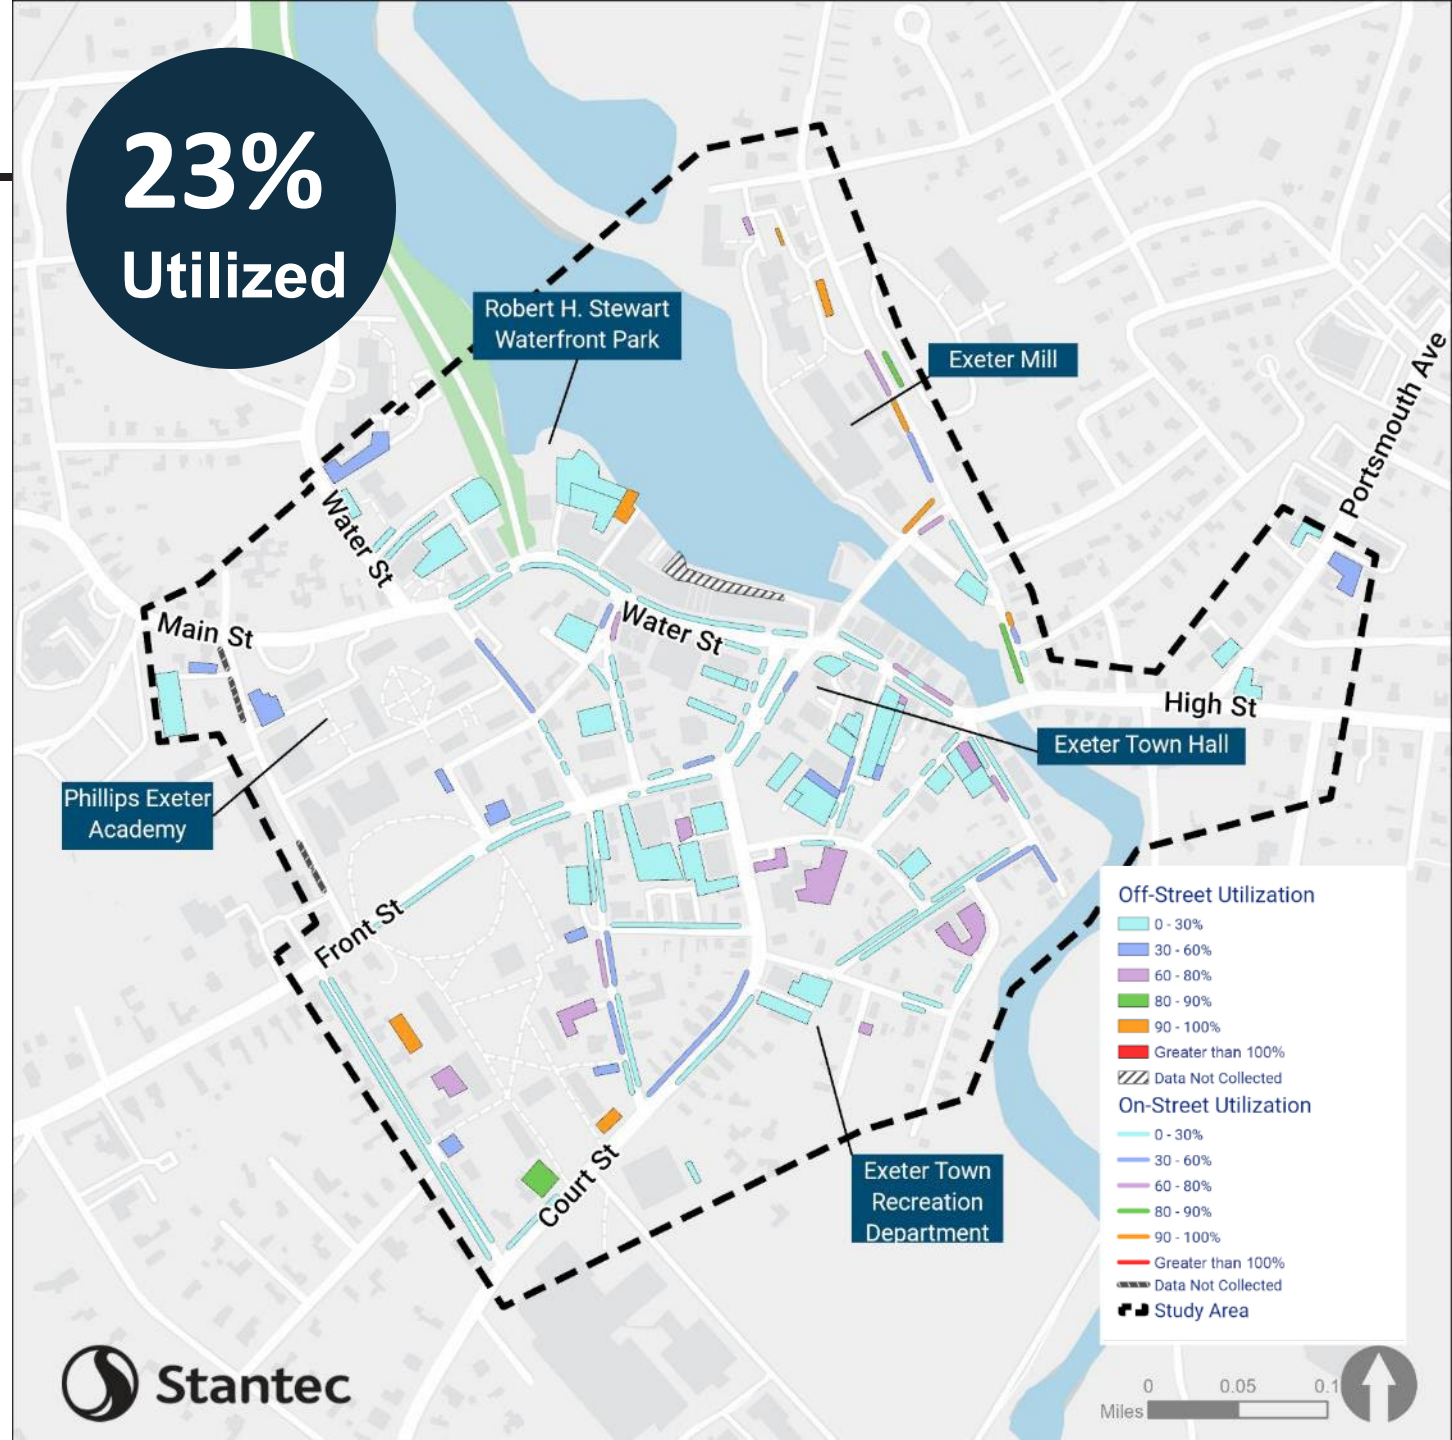 23%
Utilized
Robert H. Stewart
Waterfront Park
Exeter Mill
Portsmouth Ave
Water St
Main St
Water St
High St
Exeter Town Hall
Phillips Exeter
Academy
Front St
Court St
Exeter Town
Recreation
Department
Off-Street Utilization
0 - 30%
30 - 60%
60 - 80%
80 - 90%
90 - 100%
Greater than 100%
Data Not Collected
On-Street Utilization
0 - 30%
30 - 60%
60 - 80%
80 - 90%
90 - 100%
Greater than 100%
Data Not Collected
Study Area
Stantec
0 0.05 0.1
Miles